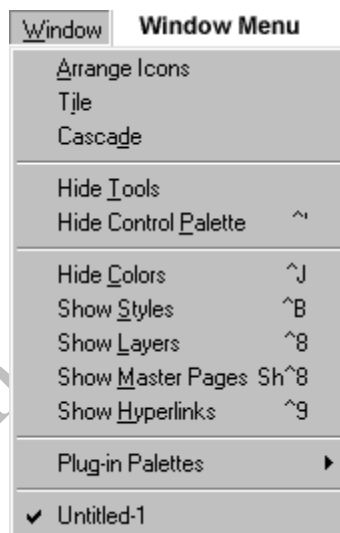 Window Window Menu
Arrange Icons
Tile
Cascade
Hide Tools
Hide Control Palette ^'
Hide Colors ^J
Show Styles ^B
Show Layers ^8
Show Master Pages Sh^8
Show Hyperlinks ^9
Plug-in Palettes
Untitled-1